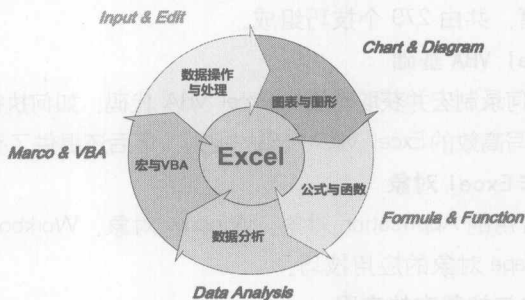 Input & Edit
Chart & Diagram
数据操作
与处理
图表与图形
Marco & VBA
宏与VBA
Excel
公式与函数
Formula & Function
数据分析
Data Analysis